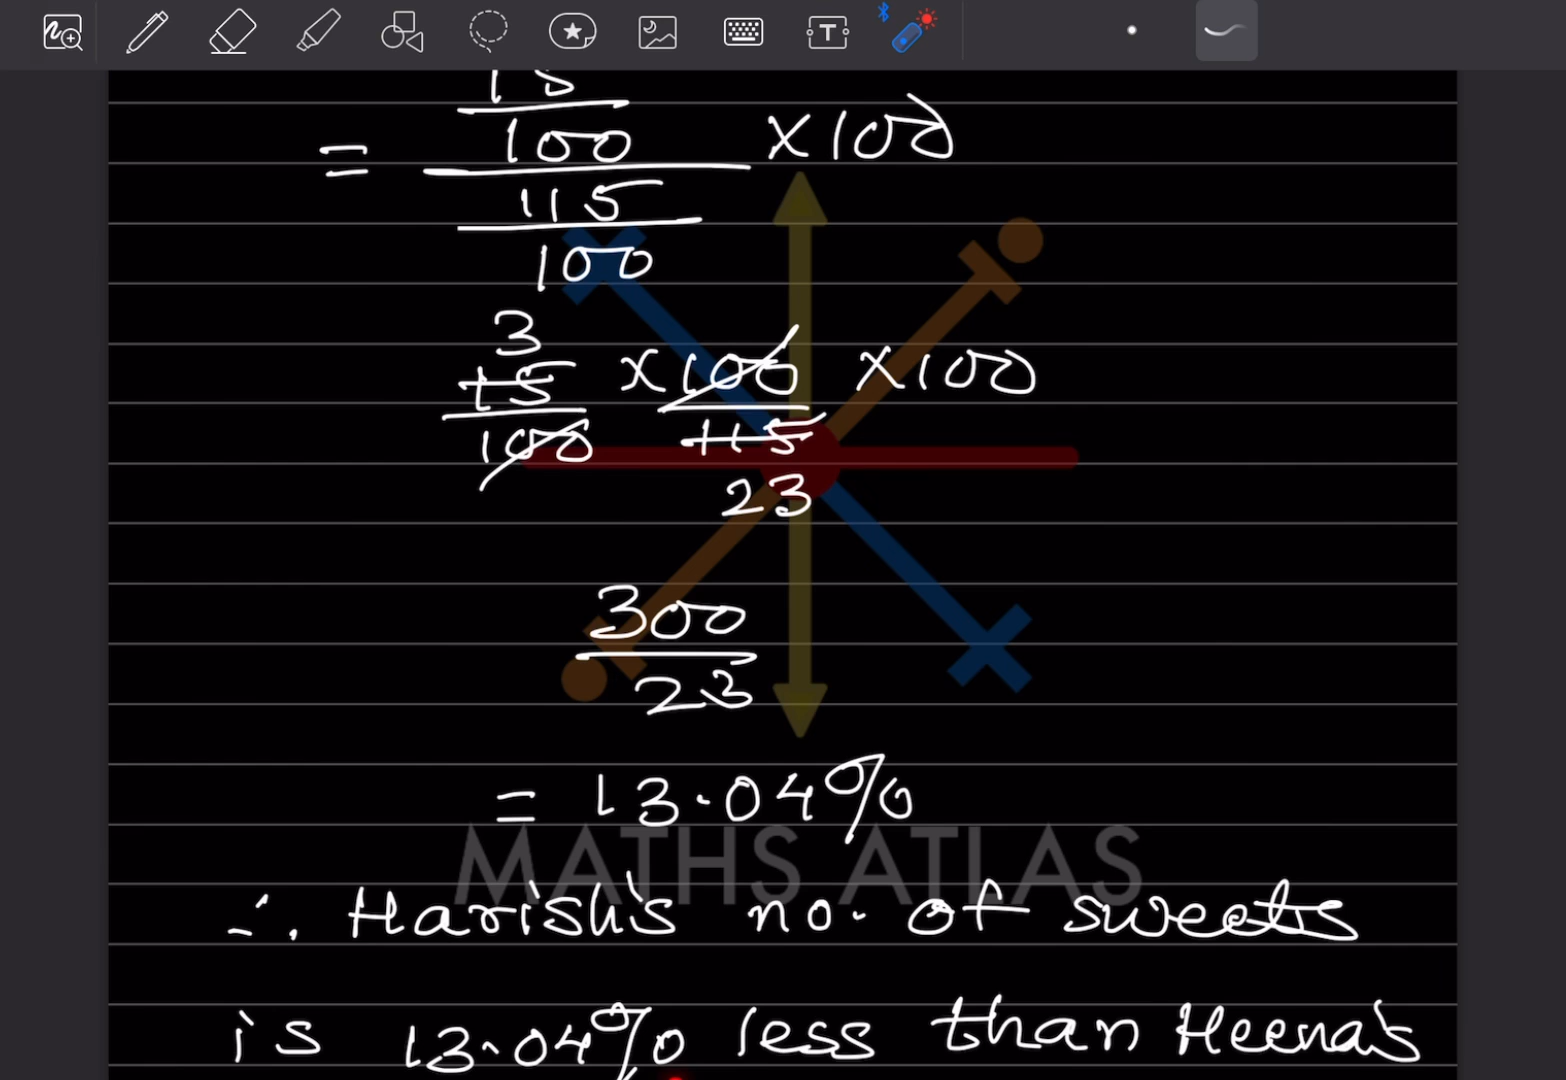 15
100
= ×100
115
100
3
15 ×100 ×100
100 115
23
300
23
= 13.04%
MATHS ATLAS
∴ Harish's no. of sweets
is 13.04% less than Heena's